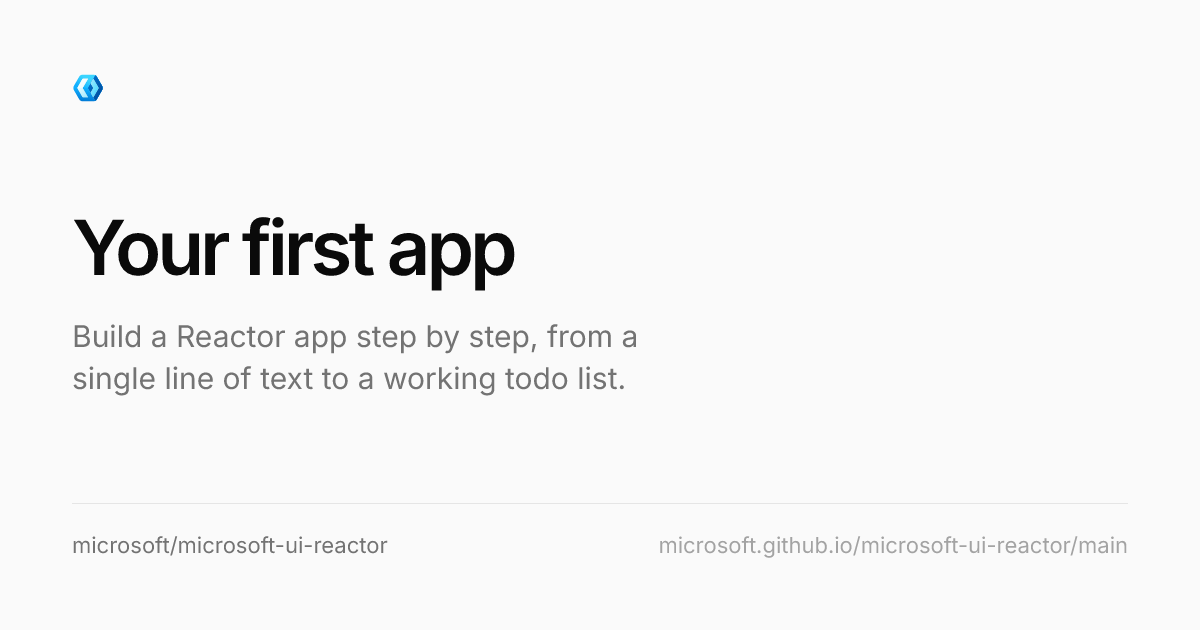 Your first app
Build a Reactor app step by step, from a
single line of text to a working todo list.
microsoft/microsoft-ui-reactor
microsoft.github.io/microsoft-ui-reactor/main